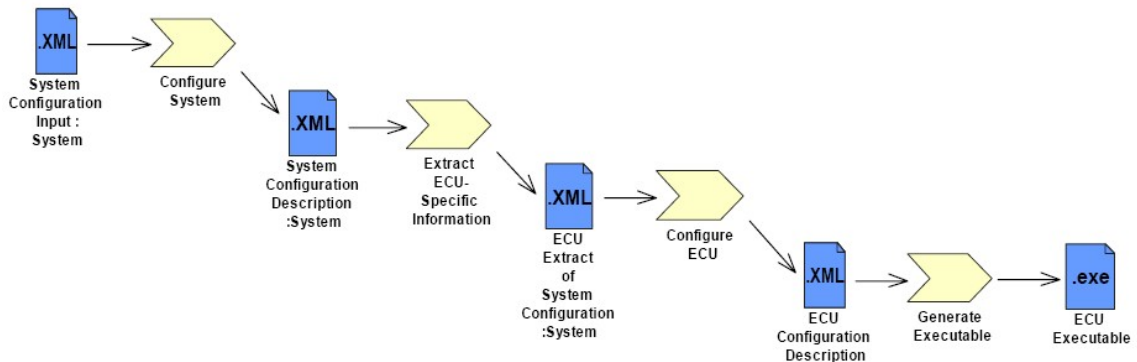 .XML
System
Configuration
Input :
System
Configure
System
.XML
System
Configuration
Description
:System
Extract
ECU-
Specific
Information
.XML
ECU
Extract
of
System
Configuration
:System
Configure
ECU
.XML
ECU
Configuration
Description
Generate
Executable
.exe
ECU
Executable